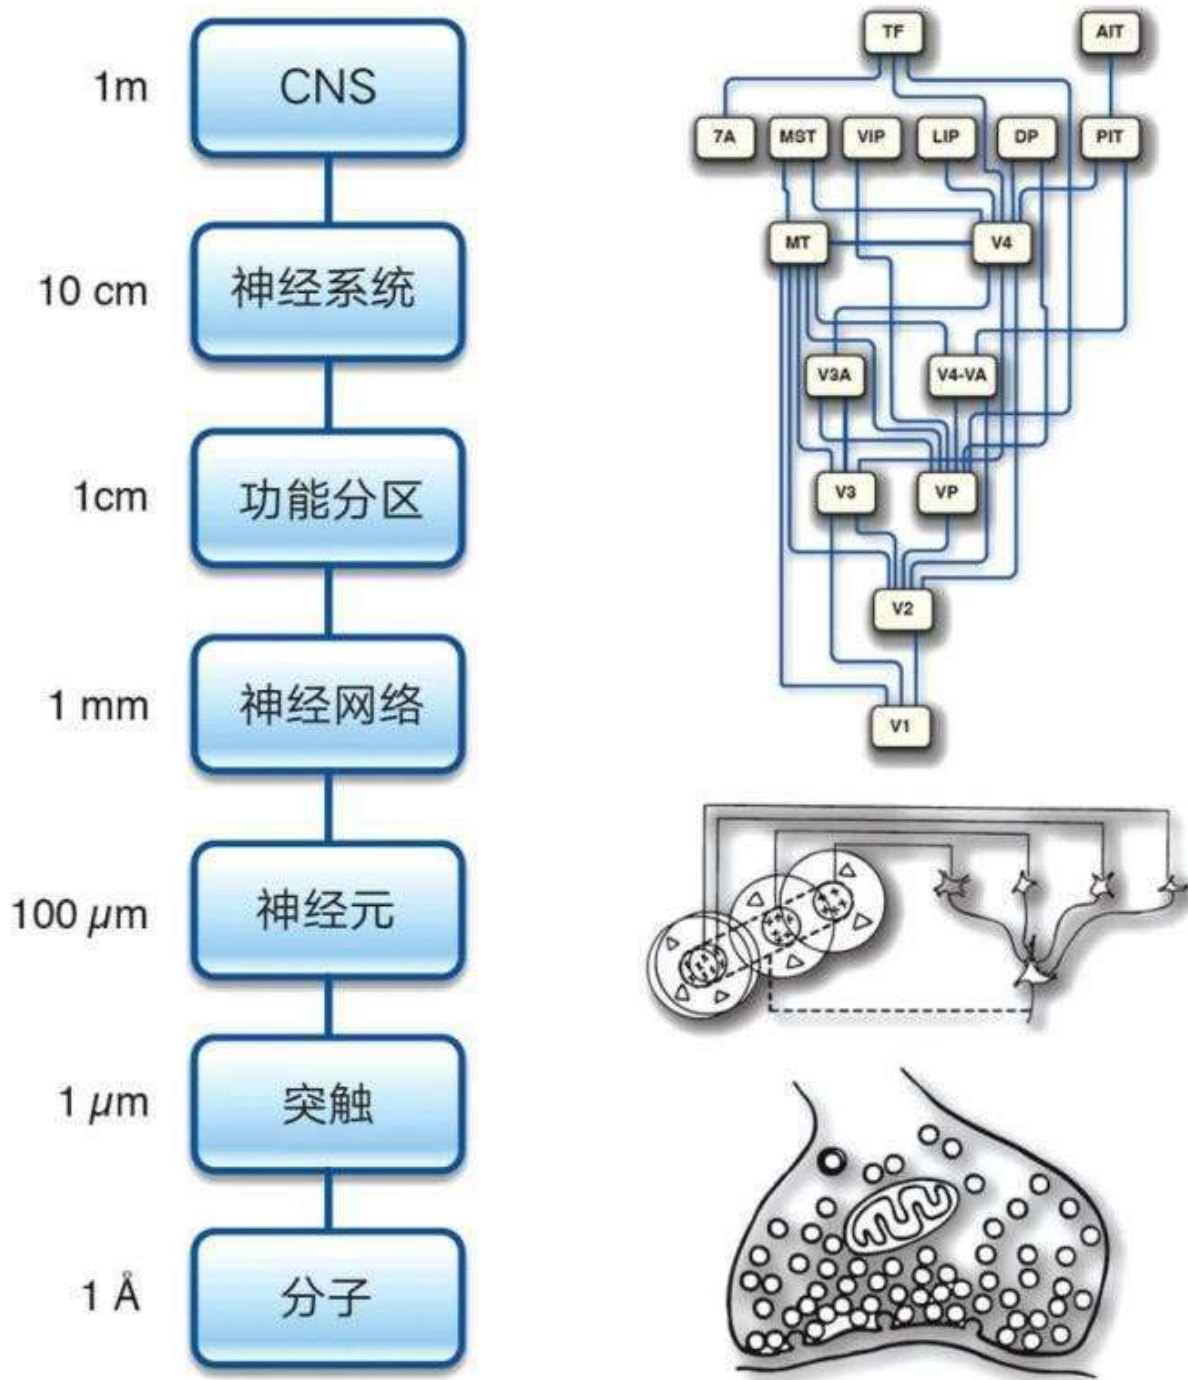 1m
CNS
10 cm
神经系统
1cm
功能分区
1 mm
神经网络
100 μm
神经元
1 μm
突触
1 Å
分子
TF
AIT
7A
MST
VIP
LIP
DP
PIT
MT
V4
V3A
V4-VA
V3
VP
V2
V1